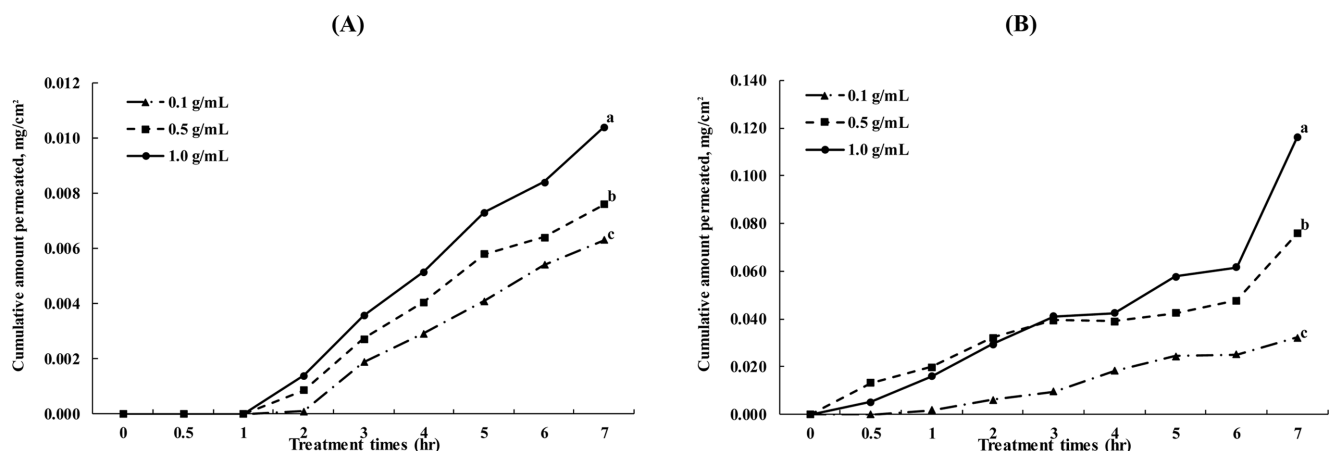 (A)
Cumulative amount permeated, mg/cm²
0.012
0.010
0.008
0.006
0.004
0.002
0.000
0.1 g/mL
0.5 g/mL
1.0 g/mL
a
b
c
0 0.5 1 2 3 4 5 6 7
Treatment times (hr)
(B)
Cumulative amount permeated, mg/cm²
0.140
0.120
0.100
0.080
0.060
0.040
0.020
0.000
0.1 g/mL
0.5 g/mL
1.0 g/mL
a
b
c
0 0.5 1 2 3 4 5 6 7
Treatment times (hr)